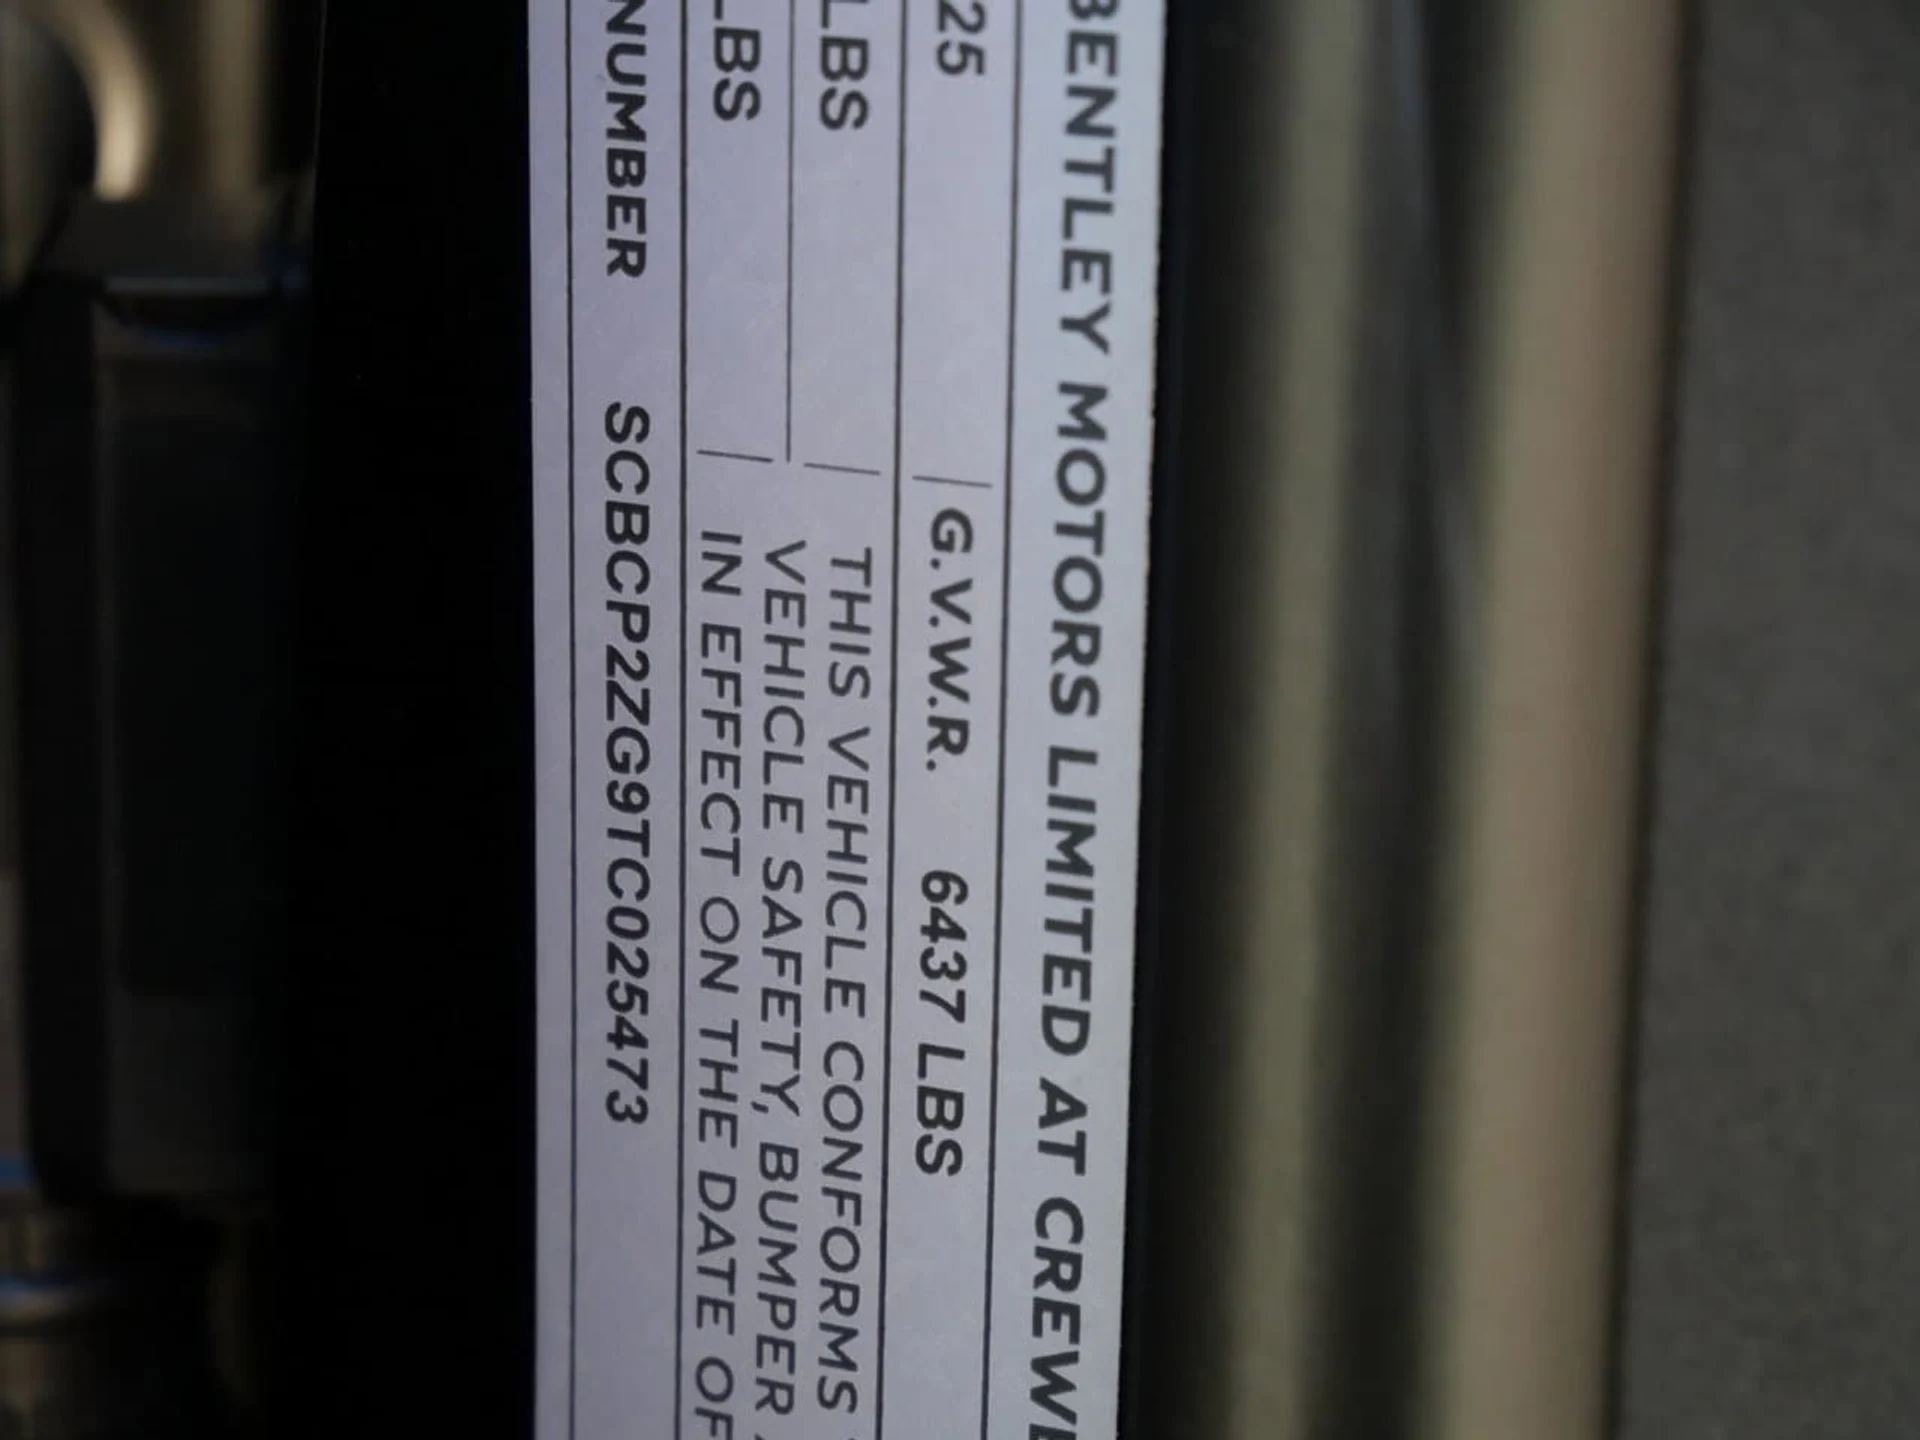 BENTLEY MOTORS LIMITED AT CREWE
25 G.V.W.R. 6437 LBS
LBS THIS VEHICLE CONFORMS
VEHICLE SAFETY, BUMPER
LBS IN EFFECT ON THE DATE OF
NUMBER SCBCP2ZG9TC025473